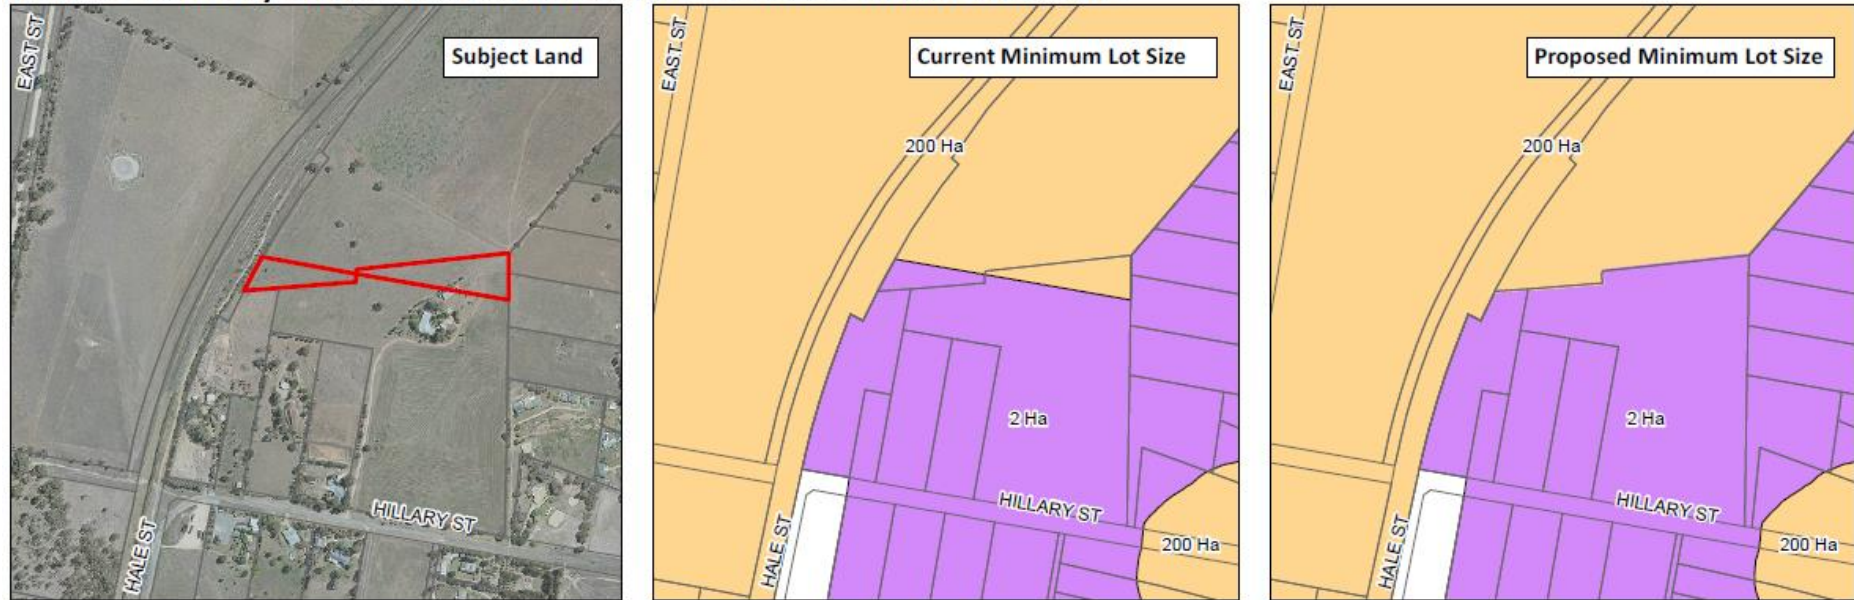 Subject Land
EAST ST
HILLARY ST
HALE ST
Current Minimum Lot Size
EAST ST
200 Ha
2 Ha
HILLARY ST
HALE ST
200 Ha
Proposed Minimum Lot Size
EAST ST
200 Ha
2 Ha
HILLARY ST
HALE ST
200 Ha